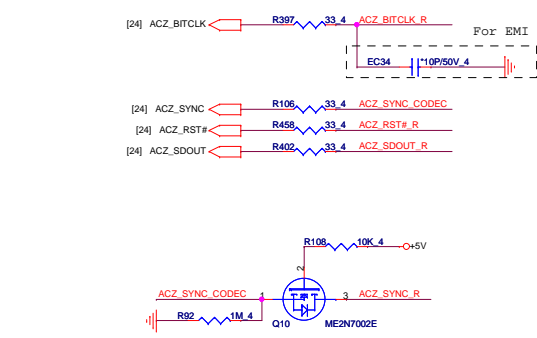 [24] ACZ_BITCLK R397 33_4 ACZ_BITCLK_R
For EMI
EC34 *10P/50V_4
[24] ACZ_SYNC R106 33_4 ACZ_SYNC_CODEC
[24] ACZ_RST# R458 33_4 ACZ_RST#_R
[24] ACZ_SDOUT R402 33_4 ACZ_SDOUT_R
R108 10K_4 +5V
2
ACZ_SYNC_CODEC 1 3 ACZ_SYNC_R
R92 1M_4
Q10 ME2N7002E